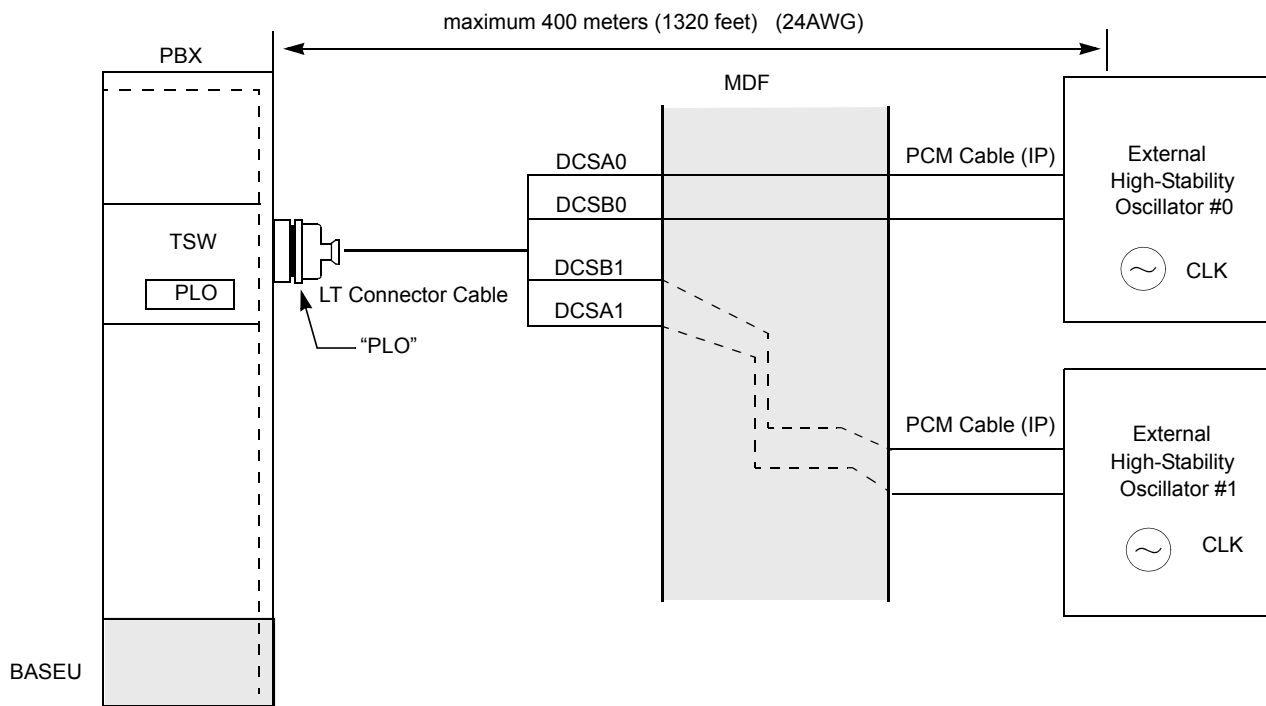 maximum 400 meters (1320 feet) (24AWG)
PBX
MDF
DCSA0
PCM Cable (IP)
External
High-Stability
Oscillator #0
DCSB0
TSW
DCSB1
CLK
PLO
LT Connector Cable
DCSA1
“PLO”
PCM Cable (IP)
External
High-Stability
Oscillator #1
CLK
BASEU